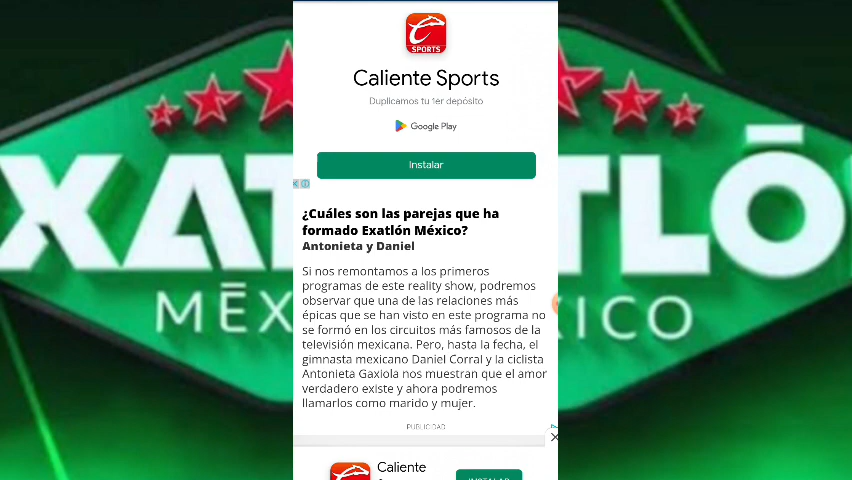 SPORTS
Caliente Sports
Duplicamos tu 1er depósito
Google Play
Instalar
¿Cuáles son las parejas que ha
formado Exatlón México?
Antonieta y Daniel
Si nos remontamos a los primeros
programas de este reality show, podremos
observar que una de las relaciones más
épicas que se han visto en este programa no
se formó en los circuitos más famosos de la
televisión mexicana. Pero, hasta la fecha, el
gimnasta mexicano Daniel Corral y la ciclista
Antonieta Gaxiola nos muestran que el amor
verdadero existe y ahora podremos
llamarlos como marido y mujer.
PUBLICIDAD
Caliente
XAT
TLŌ
MĒX
XICO